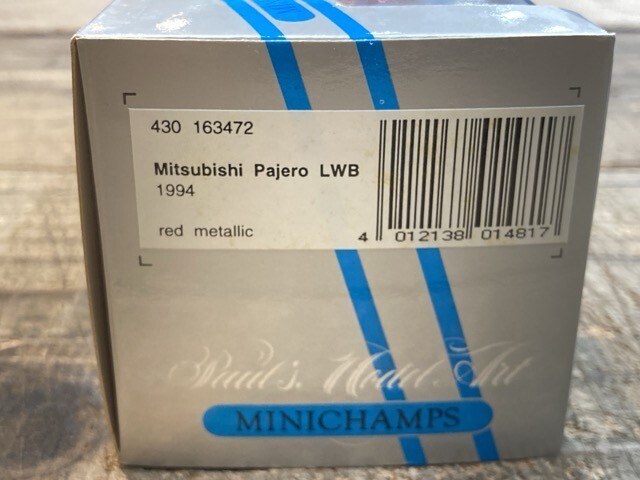 430 163472
Mitsubishi Pajero LWB
1994
red metallic
4 012138 014817
Paul's Model Art
MINICHAMPS